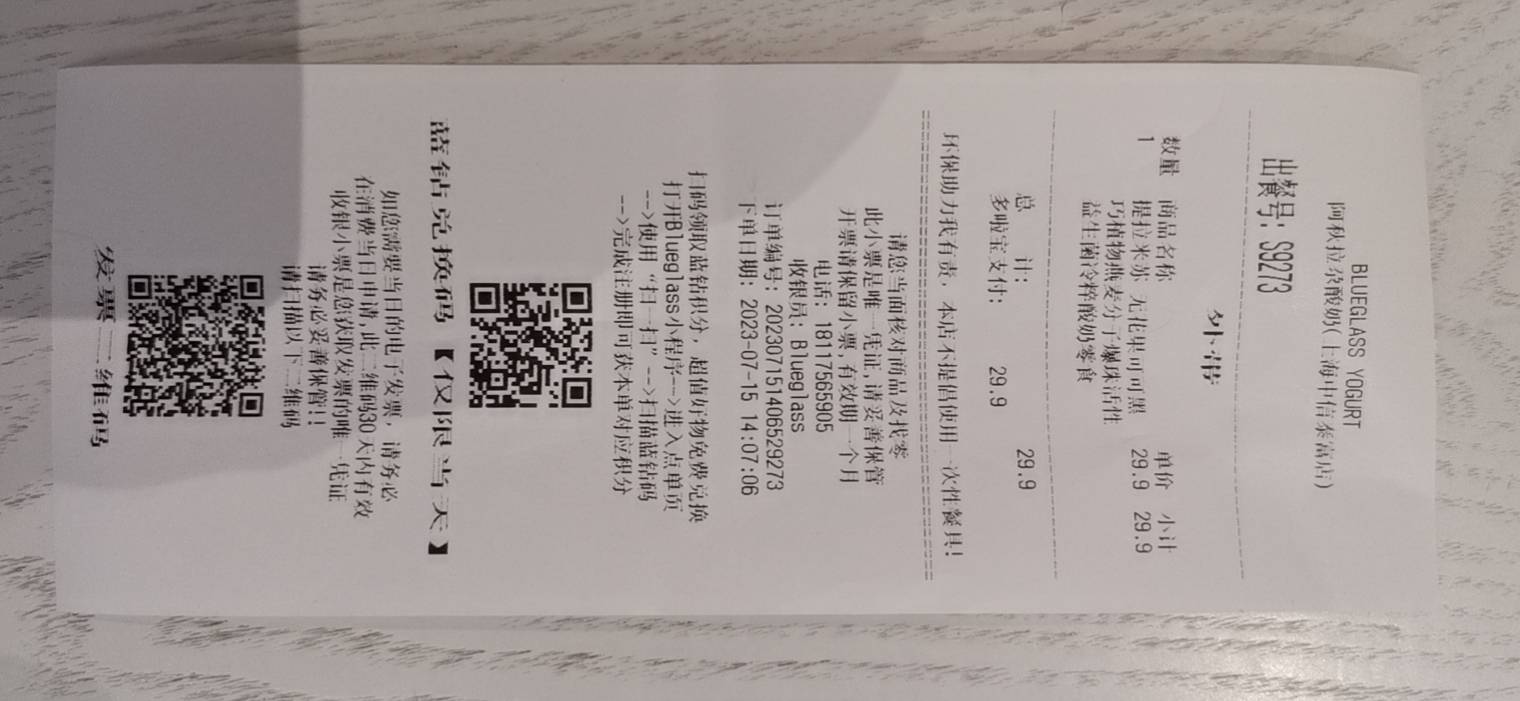 BLUEGLASS YOGURT
阿秋拉尕酸奶(上海中信泰富店)
出餐号: S9273
外带
数量 商品名称 单价 小计
1 提拉米苏 无花果可可黑 29.9 29.9
巧植物燕麦分子爆珠活性
益生菌冷粹酸奶零食
总 计: 29.9
多啦宝支付: 29.9
环保助力我有责, 本店不提倡使用一次性餐具!
请您当面核对商品及找零
此小票是唯一凭证,请妥善保管
开票请保留小票,有效期一个月
电话: 18117565905
收银员: Blueglass
订单编号: 202307151406529273
下单日期: 2023-07-15 14:07:06
扫码领取蓝钻积分, 超值好物免费兑换
打开Blueglass小程序-->进入点单页
-->使用 “扫一扫” -->扫描蓝钻码
-->完成注册即可获本单对应积分
蓝钻兑换码【仅限当天】
如您需要当日的电子发票, 请务必
在消费当日申请,此二维码30天内有效
收银小票是您获取发票的唯一凭证
请务必妥善保管!!
请扫描以下二维码
发票二维码